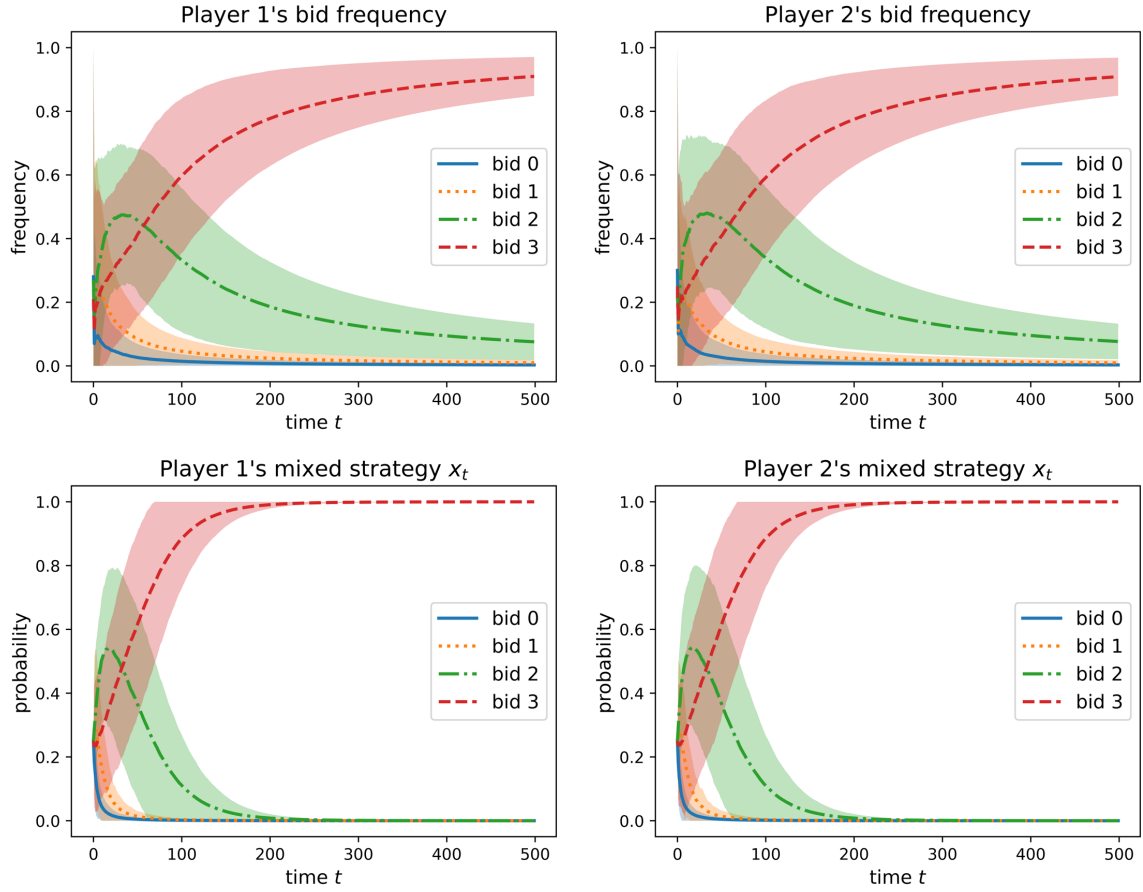 Player 1's bid frequency
1.0
0.8
0.6
0.4
0.2
0.0
frequency
bid 0
bid 1
bid 2
bid 3
0 100 200 300 400 500
time t
Player 2's bid frequency
1.0
0.8
0.6
0.4
0.2
0.0
frequency
bid 0
bid 1
bid 2
bid 3
0 100 200 300 400 500
time t
Player 1's mixed strategy xt
1.0
0.8
0.6
0.4
0.2
0.0
probability
bid 0
bid 1
bid 2
bid 3
0 100 200 300 400 500
time t
Player 2's mixed strategy xt
1.0
0.8
0.6
0.4
0.2
0.0
probability
bid 0
bid 1
bid 2
bid 3
0 100 200 300 400 500
time t